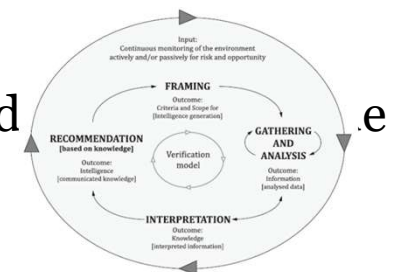 Input:
Continuous monitoring of the environment
actively and/or passively for risk and opportunity
FRAMING
Outcome:
Criteria and Scope for
[Intelligence generation]
d
e
RECOMMENDATION
[based on knowledge]
Outcome:
Intelligence
[communicated knowledge]
Verification
model
GATHERING
AND
ANALYSIS
Outcome:
Information
[analysed data]
INTERPRETATION
Outcome:
Knowledge
[interpreted information]